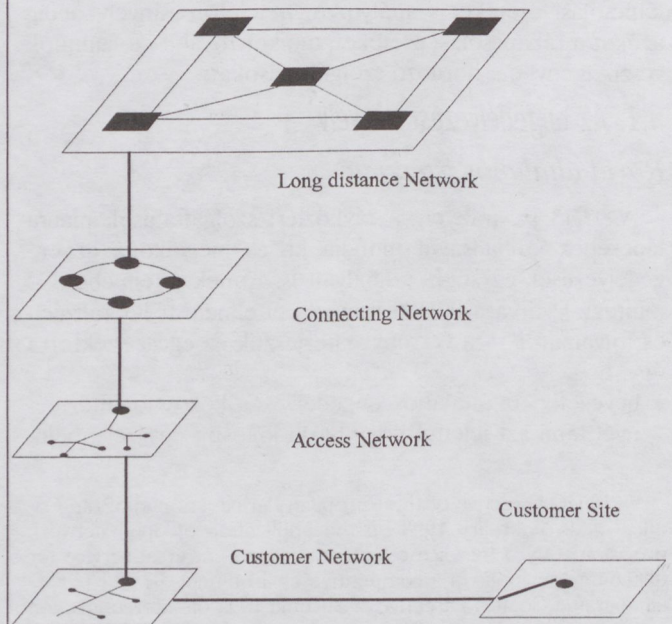 Long distance Network
Connecting Network
Access Network
Customer Site
Customer Network